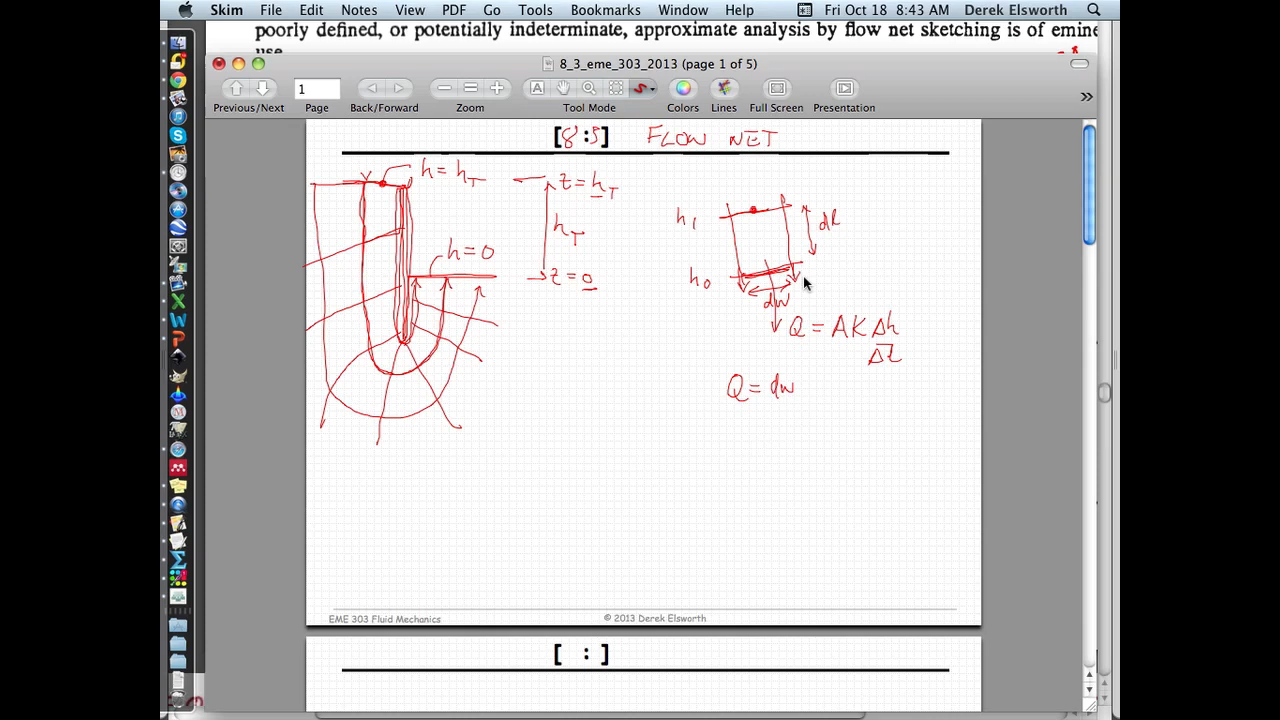 Skim File Edit Notes View PDF Go Tools Bookmarks Window Help Fri Oct 18 8:43 AM Derek Elsworth
poorly defined, or potentially indeterminate, approximate analysis by flow net sketching is of emine
use
8_3_eme_303_2013 (page 1 of 5)
1
Previous/Next Page Back/Forward Zoom Tool Mode Colors Lines Full Screen Presentation
[8:3] FLOW NET
h = h_T
z = h_T
h_T
h=0
z = 0
h_1
dl
h_0
dw
Q = AK Δh
Δl
Q = dw
EME 303 Fluid Mechanics © 2013 Derek Elsworth
[ : ]